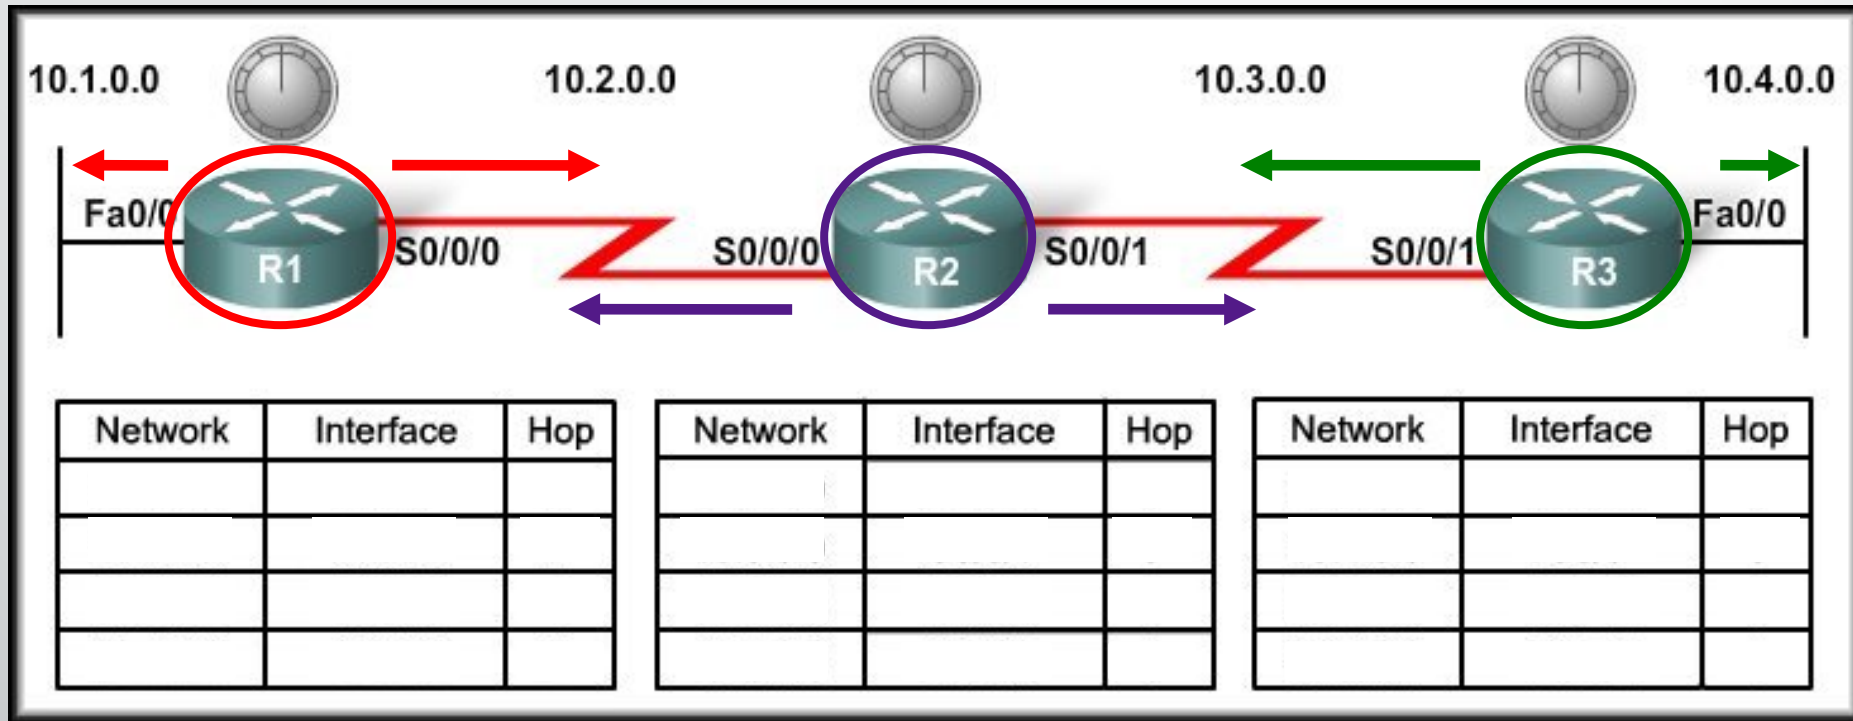 10.1.0.0 10.2.0.0 10.3.0.0 10.4.0.0
Fa0/0 Fa0/0
S0/0/0 S0/0/0 S0/0/1 S0/0/1
R1 R2 R3
Network Interface Hop Network Interface Hop Network Interface Hop